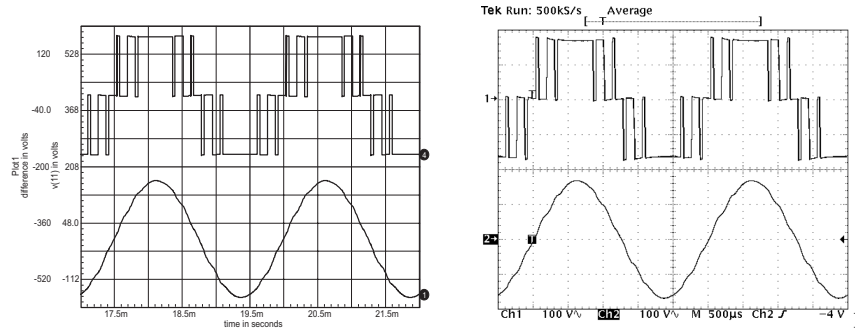 120 528
-40.0 368
-200 208
-360 48.0
-520 -112
Plot1
difference in volts
v(11) in volts
4
1
17.5m 18.5m 19.5m 20.5m 21.5m
time in seconds
Tek Run: 500kS/s Average
T
1→
T
2→
T
Ch1 100 V Ch2 100 V M 500µs Ch2 -4 V